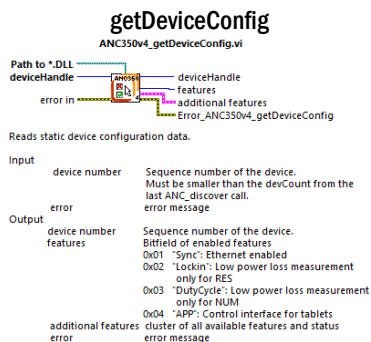 getDeviceConfig
ANC350v4_getDeviceConfig.vi
Path to *.DLL
deviceHandle
error in
ANC350
4
deviceHandle
features
additional features
Error_ANC350v4_getDeviceConfig
Reads static device configuration data.
Input
device number Sequence number of the device.
Must be smaller than the devCount from the
last ANC_discover call.
error error message
Output
device number Sequence number of the device.
features Bitfield of enabled features
0x01 "Sync": Ethernet enabled
0x02 "Lockin": Low power loss measurement
only for RES
0x03 "DutyCycle": Low power loss measurement
only for NUM
0x04 "APP": Control interface for tablets
additional features cluster of all available features and status
error error message